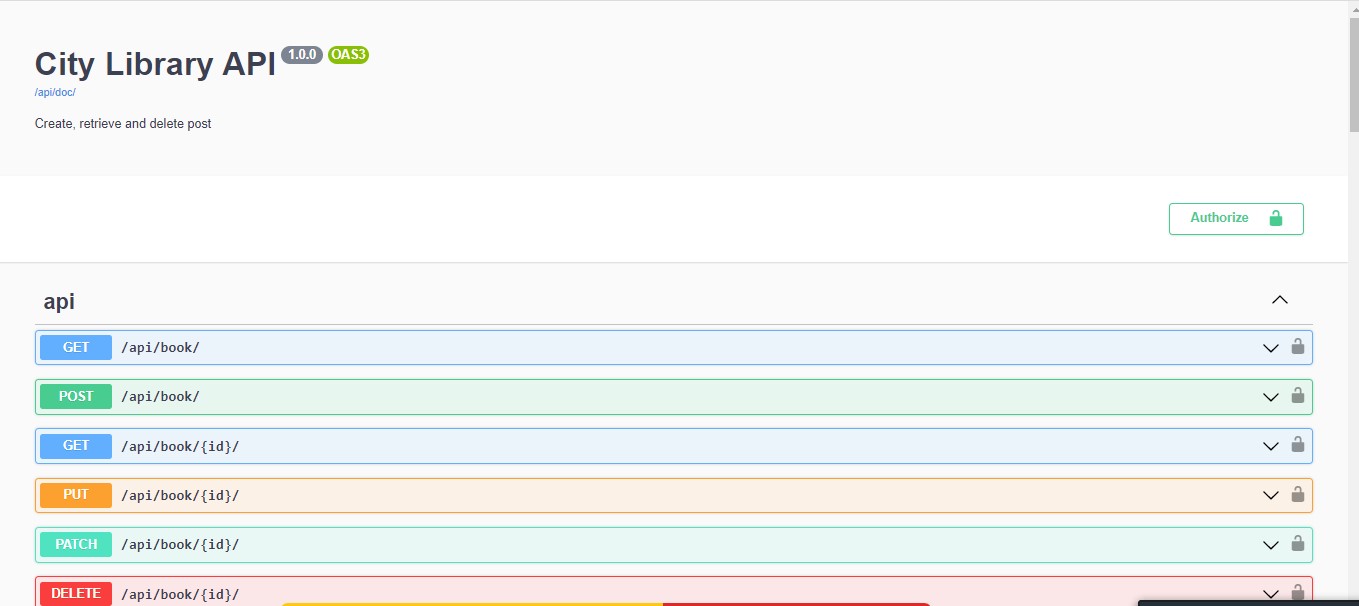 City Library API 1.0.0 OAS3
/api/doc/
Create, retrieve and delete post
Authorize
api
GET /api/book/
POST /api/book/
GET /api/book/{id}/
PUT /api/book/{id}/
PATCH /api/book/{id}/
DELETE /api/book/{id}/